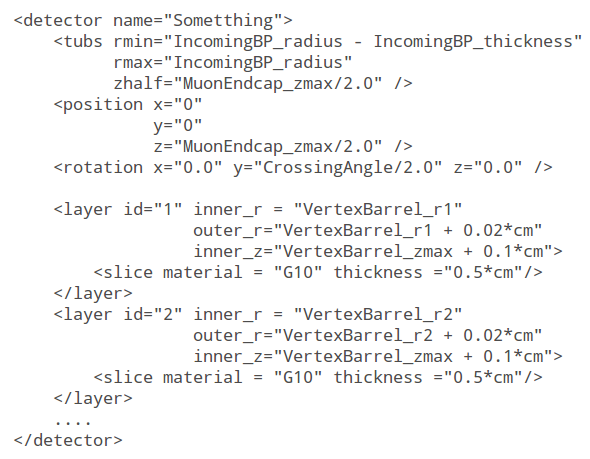 <detector name="Sometthing">
    <tubs rmin="IncomingBP_radius - IncomingBP_thickness"
          rmax="IncomingBP_radius"
          zhalf="MuonEndcap_zmax/2.0" />
    <position x="0"
              y="0"
              z="MuonEndcap_zmax/2.0" />
    <rotation x="0.0" y="CrossingAngle/2.0" z="0.0" />

    <layer id="1" inner_r = "VertexBarrel_r1"
                  outer_r="VertexBarrel_r1 + 0.02*cm"
                  inner_z="VertexBarrel_zmax + 0.1*cm">
        <slice material = "G10" thickness ="0.5*cm"/>
    </layer>
    <layer id="2" inner_r = "VertexBarrel_r2"
                  outer_r="VertexBarrel_r2 + 0.02*cm"
                  inner_z="VertexBarrel_zmax + 0.1*cm">
        <slice material = "G10" thickness ="0.5*cm"/>
    </layer>
    ....
</detector>